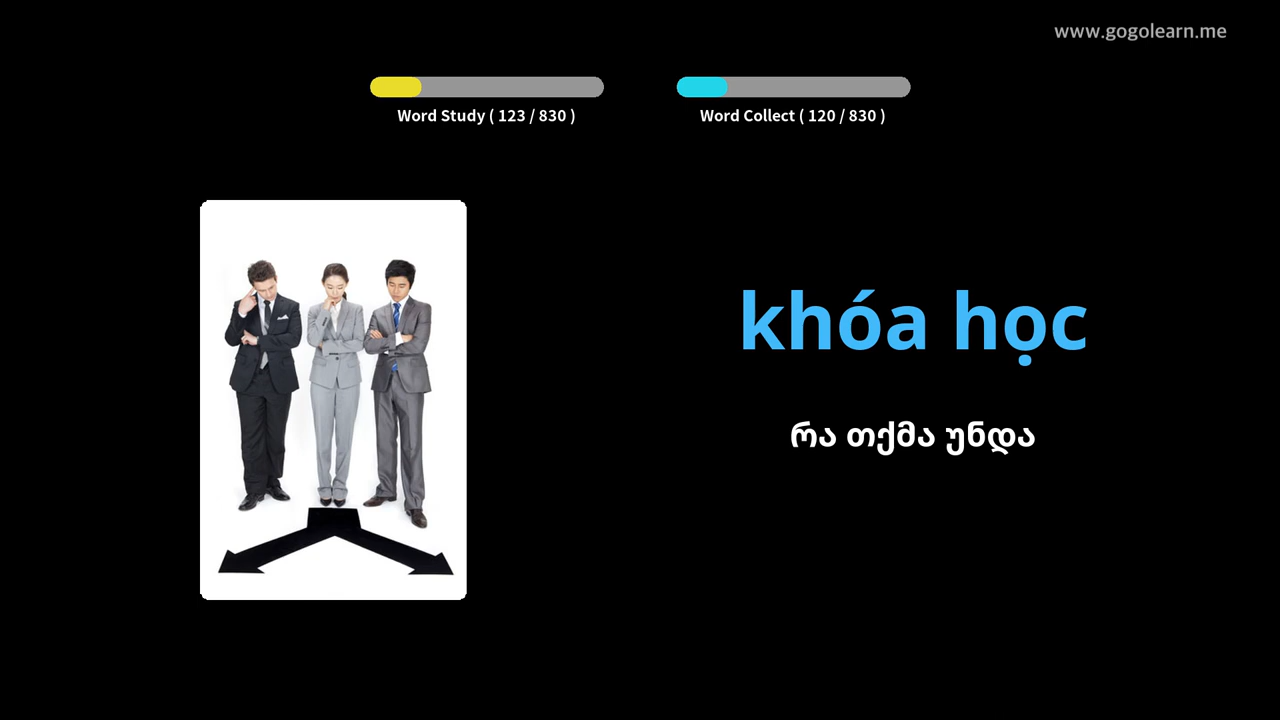 www.gogolearn.me
Word Study ( 123 / 830 )
Word Collect ( 120 / 830 )
khóa học
რა თქმა უნდა